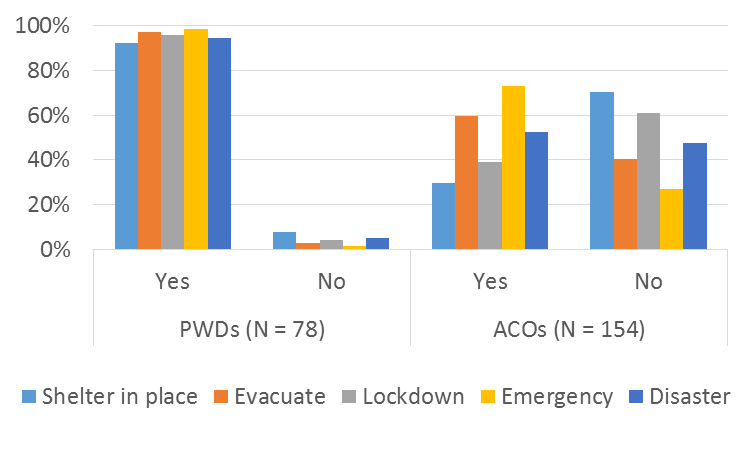 100%
80%
60%
40%
20%
0%
Yes No Yes No
PWDs (N = 78) ACOs (N = 154)
Shelter in place Evacuate Lockdown Emergency Disaster